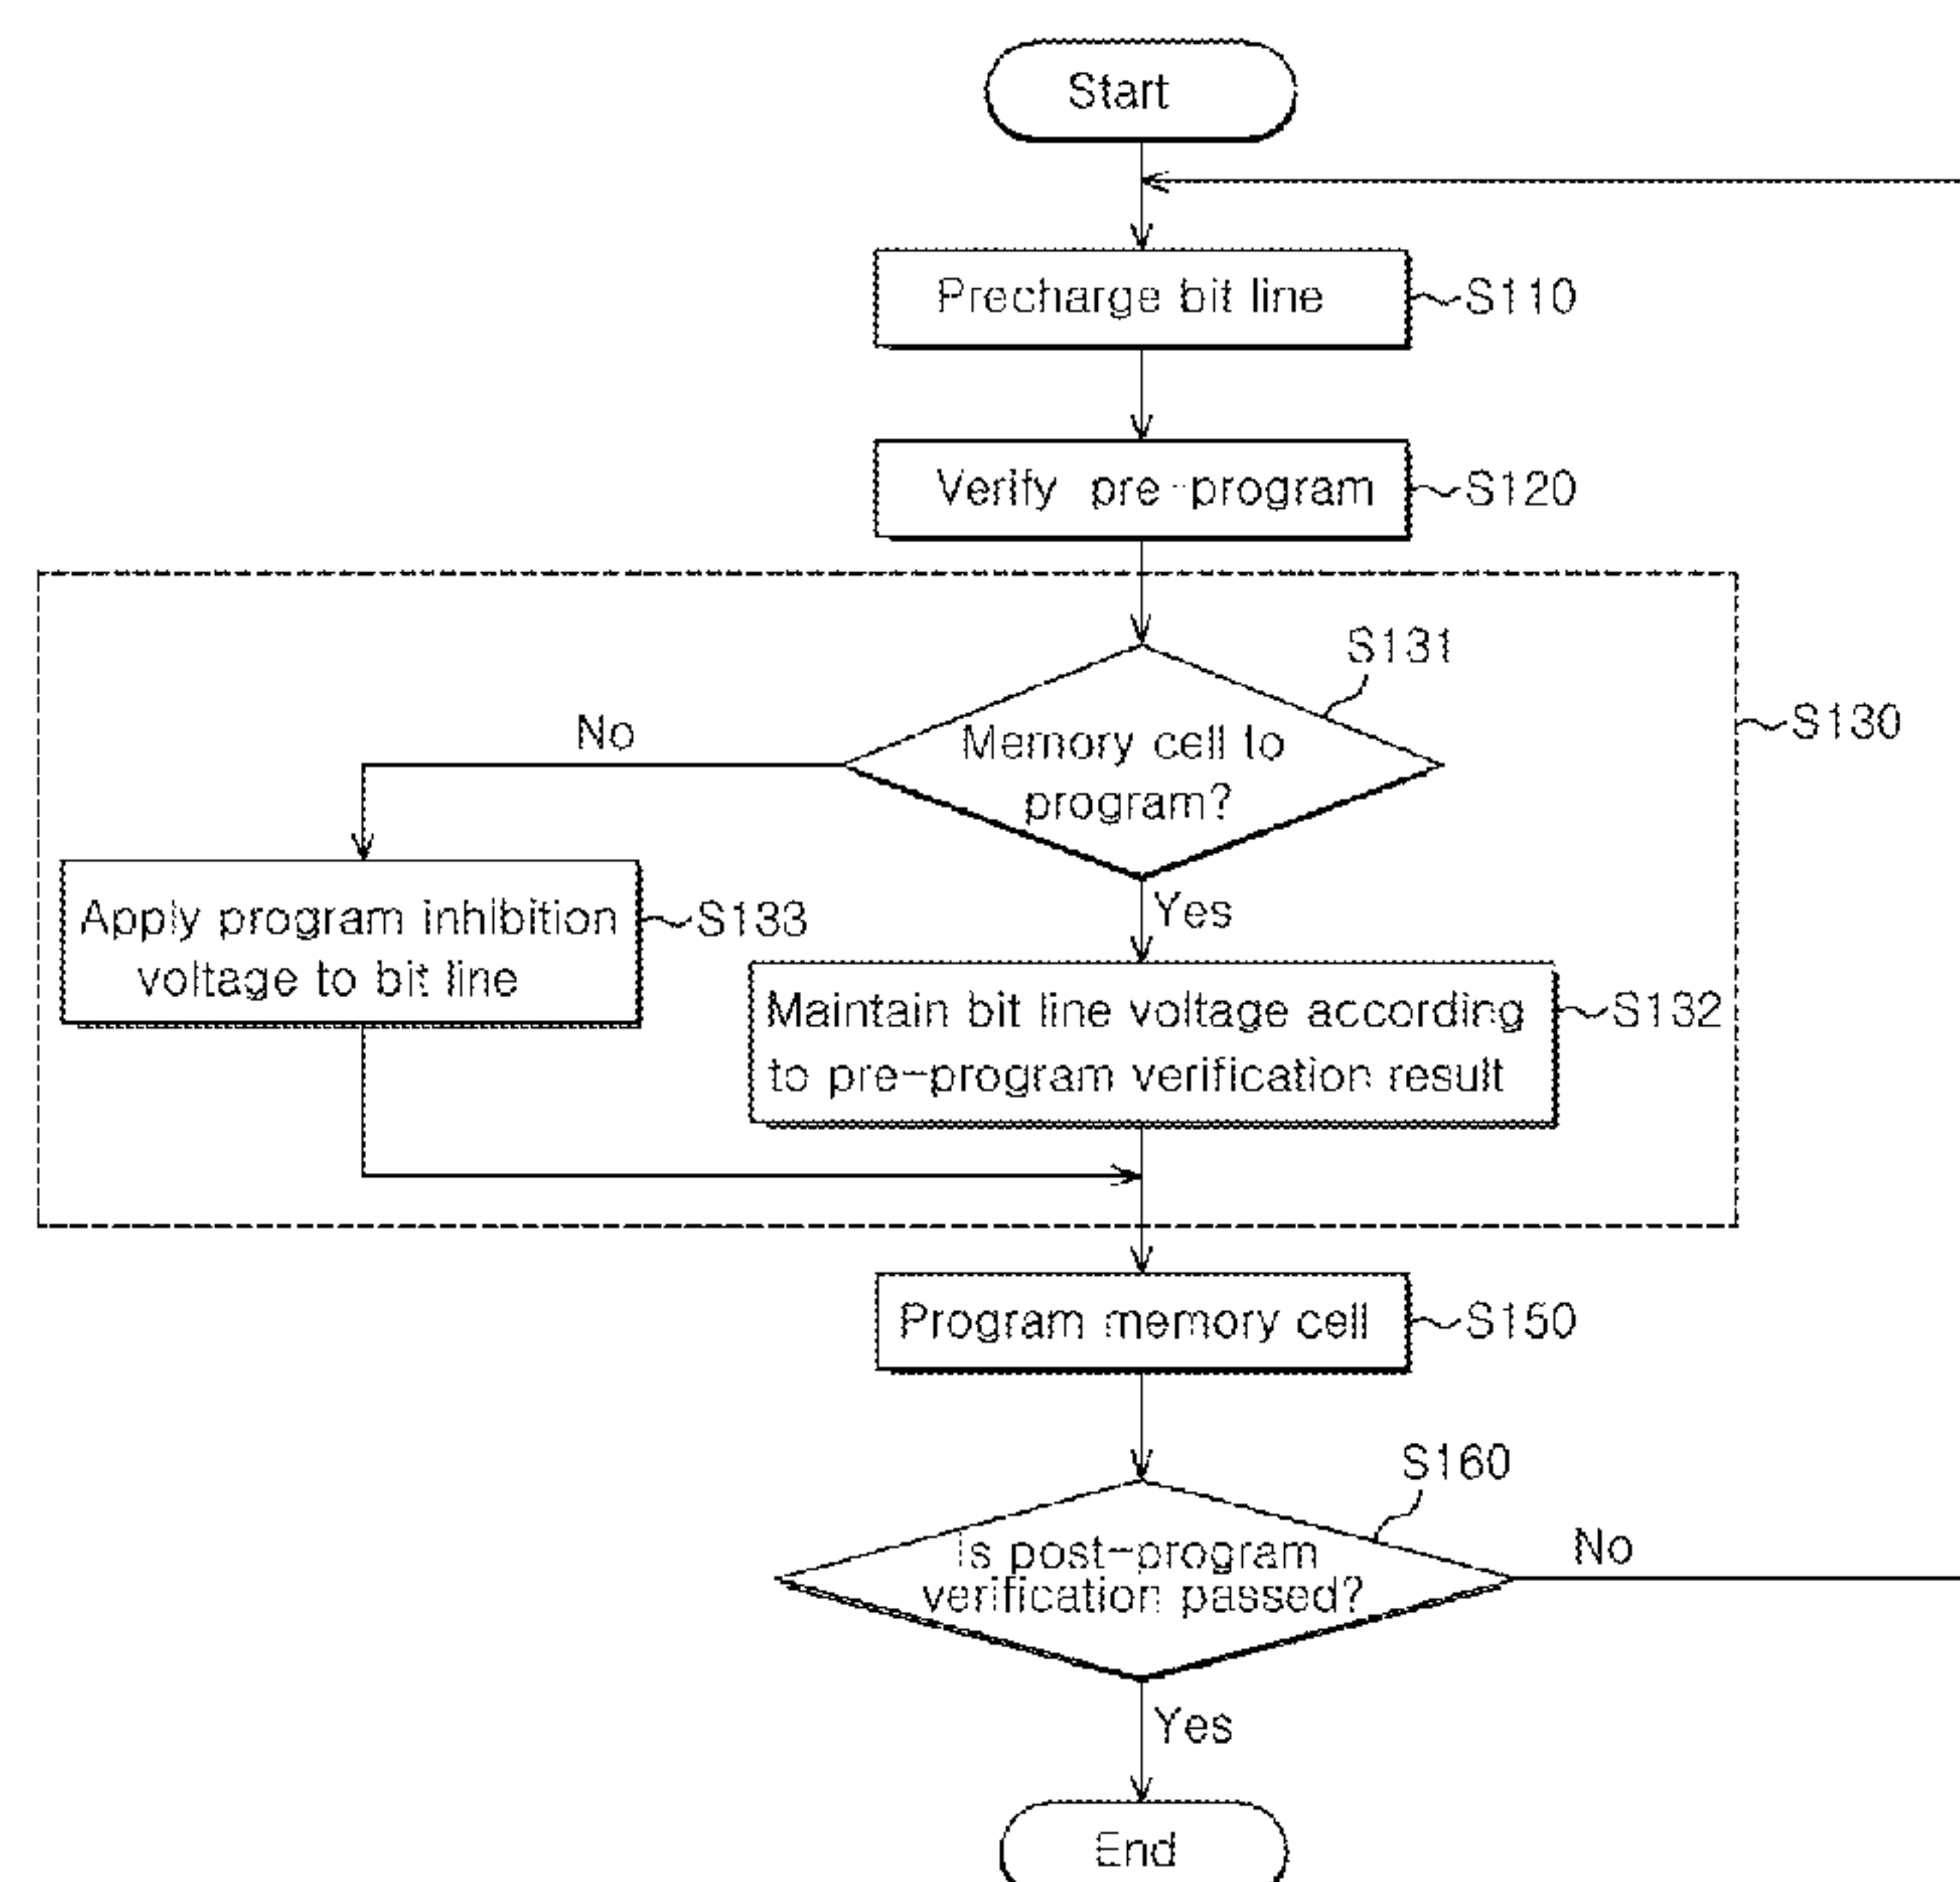 Start
Precharge bit line
S110
Verify pre-program
S120
S131
S130
No
Memory cell to
program?
Apply program inhibition
voltage to bit line
S133
Yes
Maintain bit line voltage according
to pre-program verification result
S132
Program memory cell
S150
S160
Is post-program
verification passed?
No
Yes
End